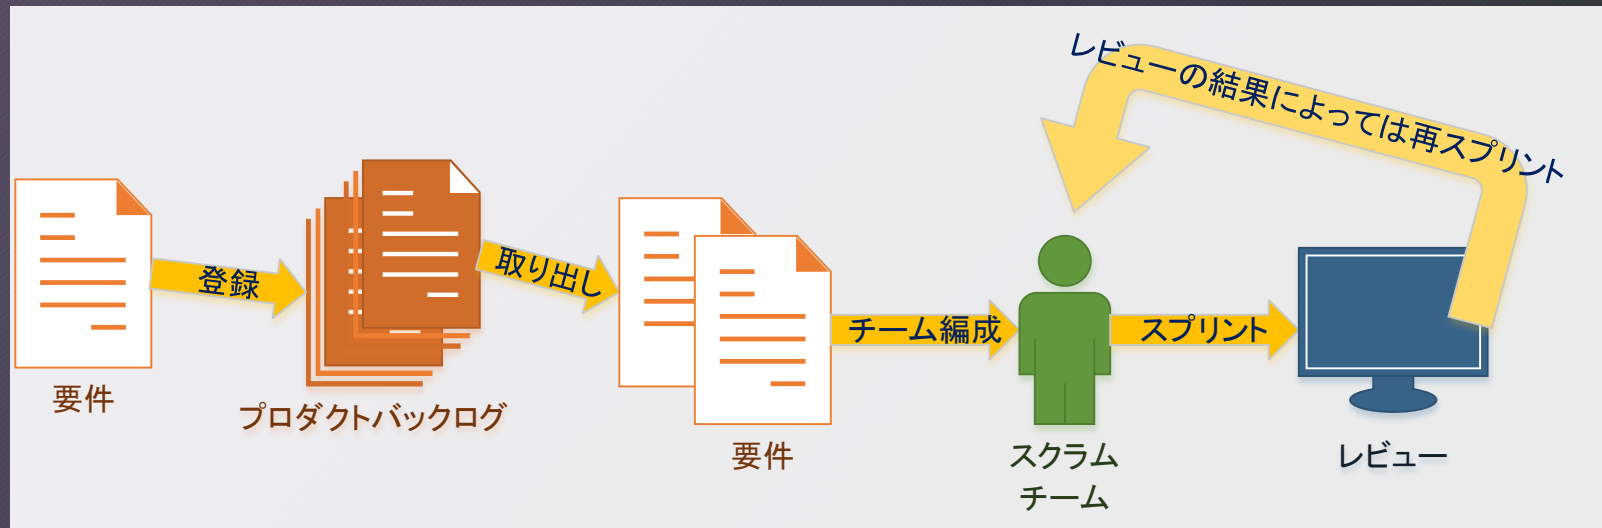 レビューの結果によっては再スプリント
登録
取り出し
チーム編成
スプリント
要件
プロダクトバックログ
要件
スクラム
チーム
レビュー